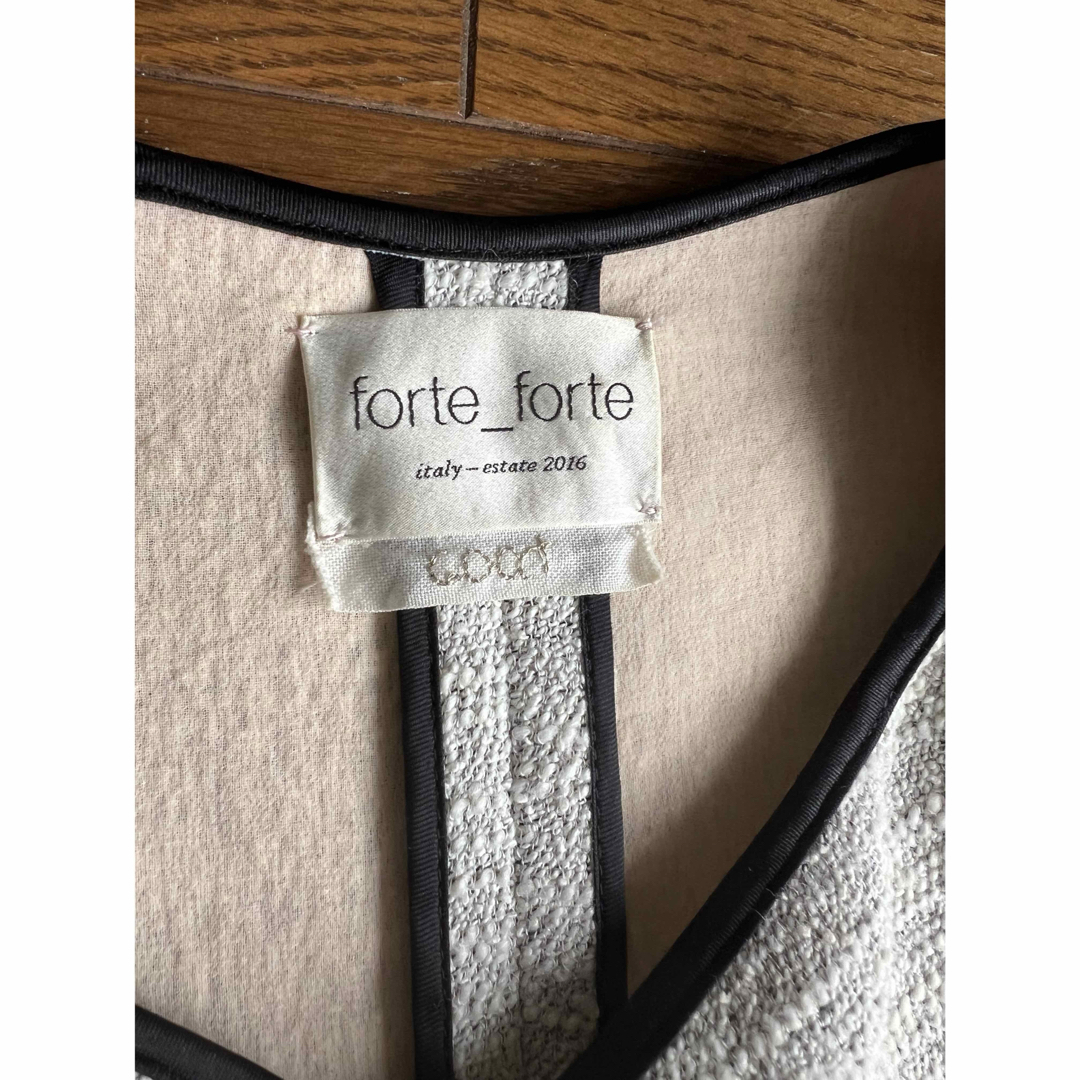 forte_forte
italy – estate 2016